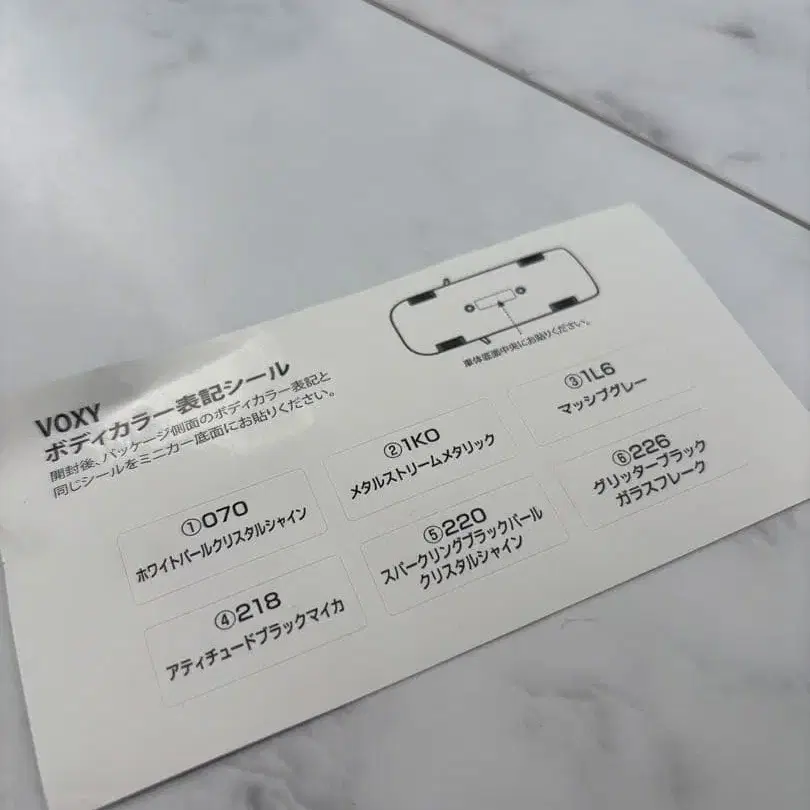 VOXY
ボディカラー表記シール
開封後、パッケージ側面のボディカラー表記と
同じシールをミニカー底面にお貼りください。
車体底面中央にお貼りください。
①070
ホワイトパールクリスタルシャイン
②1K0
メタルストリームメタリック
③1L6
マッシブグレー
④218
アティチュードブラックマイカ
⑤220
スパークリングブラックパール
クリスタルシャイン
⑥226
グリッターブラック
ガラスフレーク